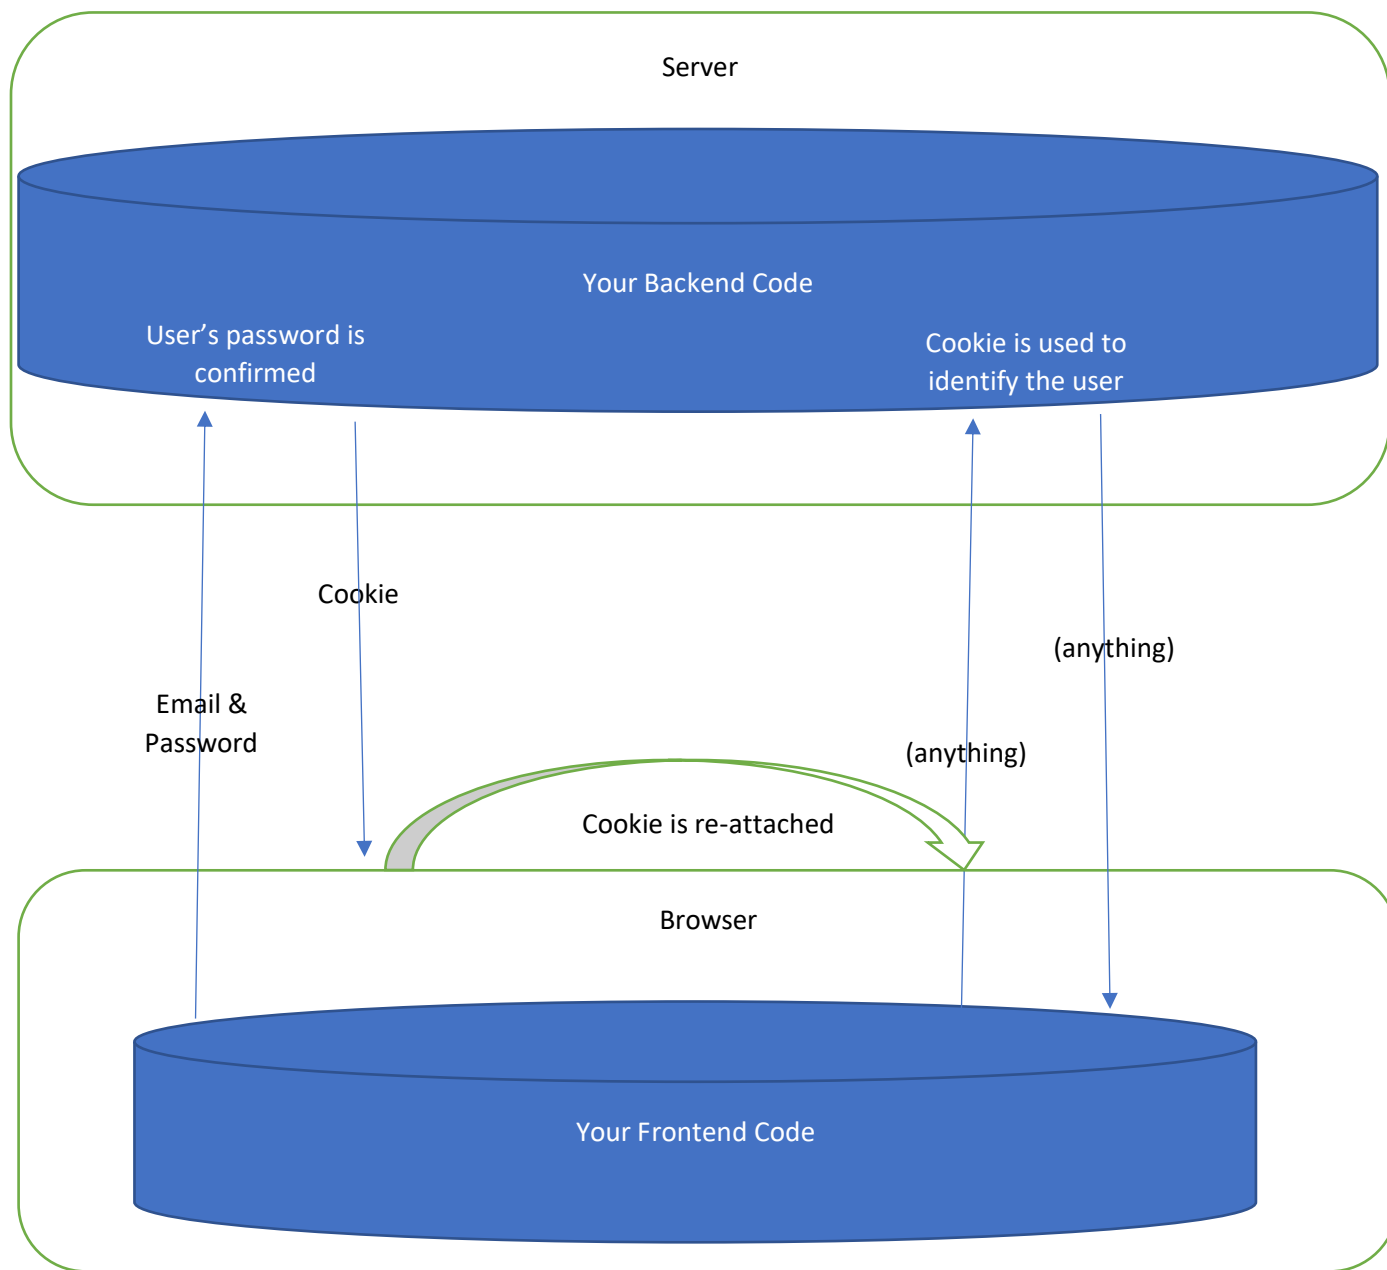 Server
Your Backend Code
User’s password is
confirmed
Cookie is used to
identify the user
Cookie
(anything)
Email &
Password
(anything)
Cookie is re-attached
Browser
Your Frontend Code